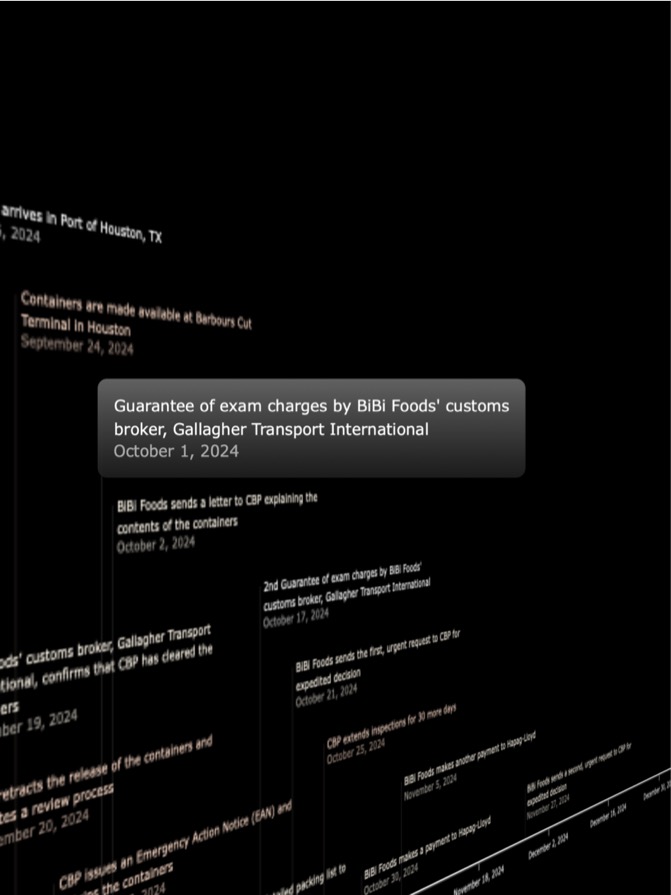 arrives in Port of Houston, TX
, 2024
Containers are made available at Barbours Cut
Terminal in Houston
September 24, 2024
Guarantee of exam charges by BiBi Foods' customs
broker, Gallagher Transport International
October 1, 2024
BiBi Foods sends a letter to CBP explaining the
contents of the containers
October 2, 2024
2nd Guarantee of exam charges by BiBi Foods'
customs broker, Gallagher Transport International
October 17, 2024
ods' customs broker, Gallagher Transport
tional, confirms that CBP has cleared the
ers
ber 19, 2024
BiBi Foods sends the first, urgent request to CBP for
expedited decision
October 21, 2024
CBP extends inspections for 30 more days
October 25, 2024
etracts the release of the containers and
tes a review process
ember 20, 2024
BiBi Foods makes another payment to Hapag-Lloyd
November 5, 2024
BiBi Foods sends a second, urgent request to CBP for
expedited decision
November 27, 2024
CBP issues an Emergency Action Notice (EAN) and
the containers
2024
ailed packing list to
BiBi Foods makes a payment to Hapag-Lloyd
October 30, 2024
November 18, 2024
December 2, 2024
December 16, 2024